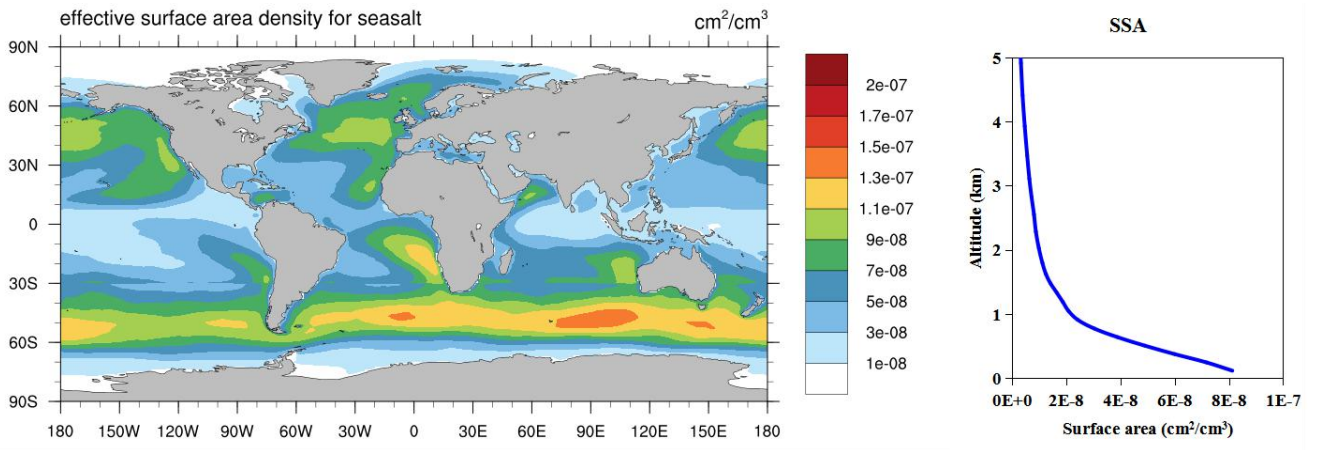 effective surface area density for seasalt cm²/cm³
90N
60N
30N
0
30S
60S
90S
180 150W 120W 90W 60W 30W 0 30E 60E 90E 120E 150E 180
2e-07
1.7e-07
1.5e-07
1.3e-07
1.1e-07
9e-08
7e-08
5e-08
3e-08
1e-08
SSA
Altitude (km)
5
4
3
2
1
0
0E+0 2E-8 4E-8 6E-8 8E-8 1E-7
Surface area (cm²/cm³)